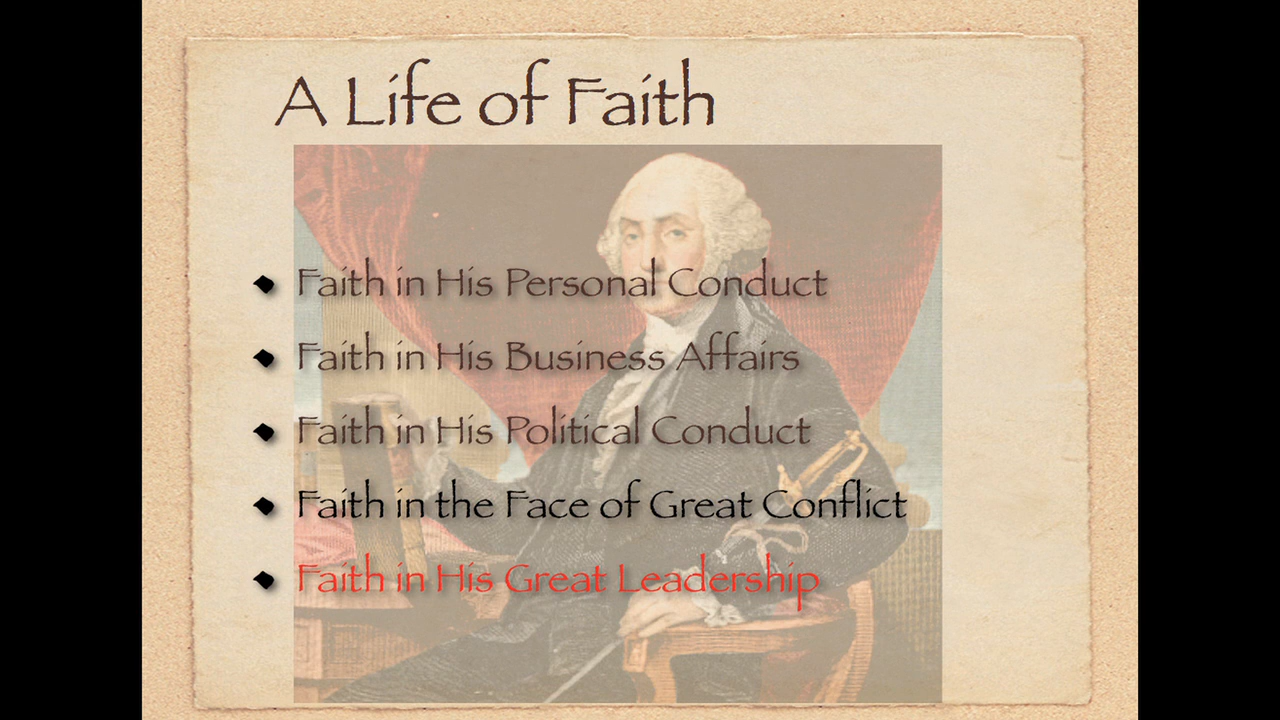 A Life of Faith
Faith in His Personal Conduct
Faith in His Business Affairs
Faith in His Political Conduct
Faith in the Face of Great Conflict
Faith in His Great Leadership